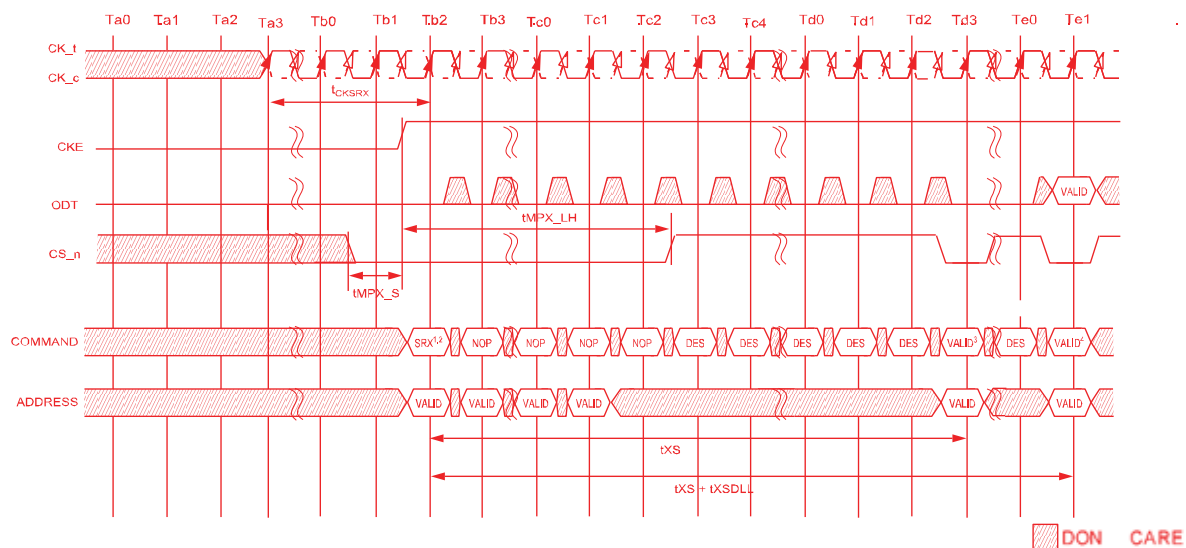 Ta0 Ta1 Ta2 Ta3 Tb0 Tb1 Tb2 Tb3 Tc0 Tc1 Tc2 Tc3 Tc4 Td0 Td1 Td2 Td3 Te0 Te1
CK_t
CK_c
tCKSRX
CKE
VALID
ODT
tMPX_LH
CS_n
tMPX_S
COMMAND SRX1,2 NOP NOP NOP NOP DES DES DES DES DES VALID3 DES VALID4
ADDRESS VALID VALID VALID VALID VALID VALID
tXS
tXS + tXSDLL
DON CARE